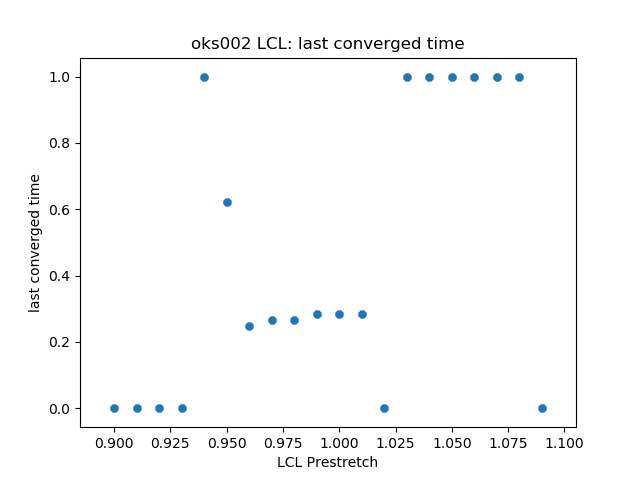 oks002 LCL: last converged time
last converged time
1.0
0.8
0.6
0.4
0.2
0.0
0.900 0.925 0.950 0.975 1.000 1.025 1.050 1.075 1.100
LCL Prestretch